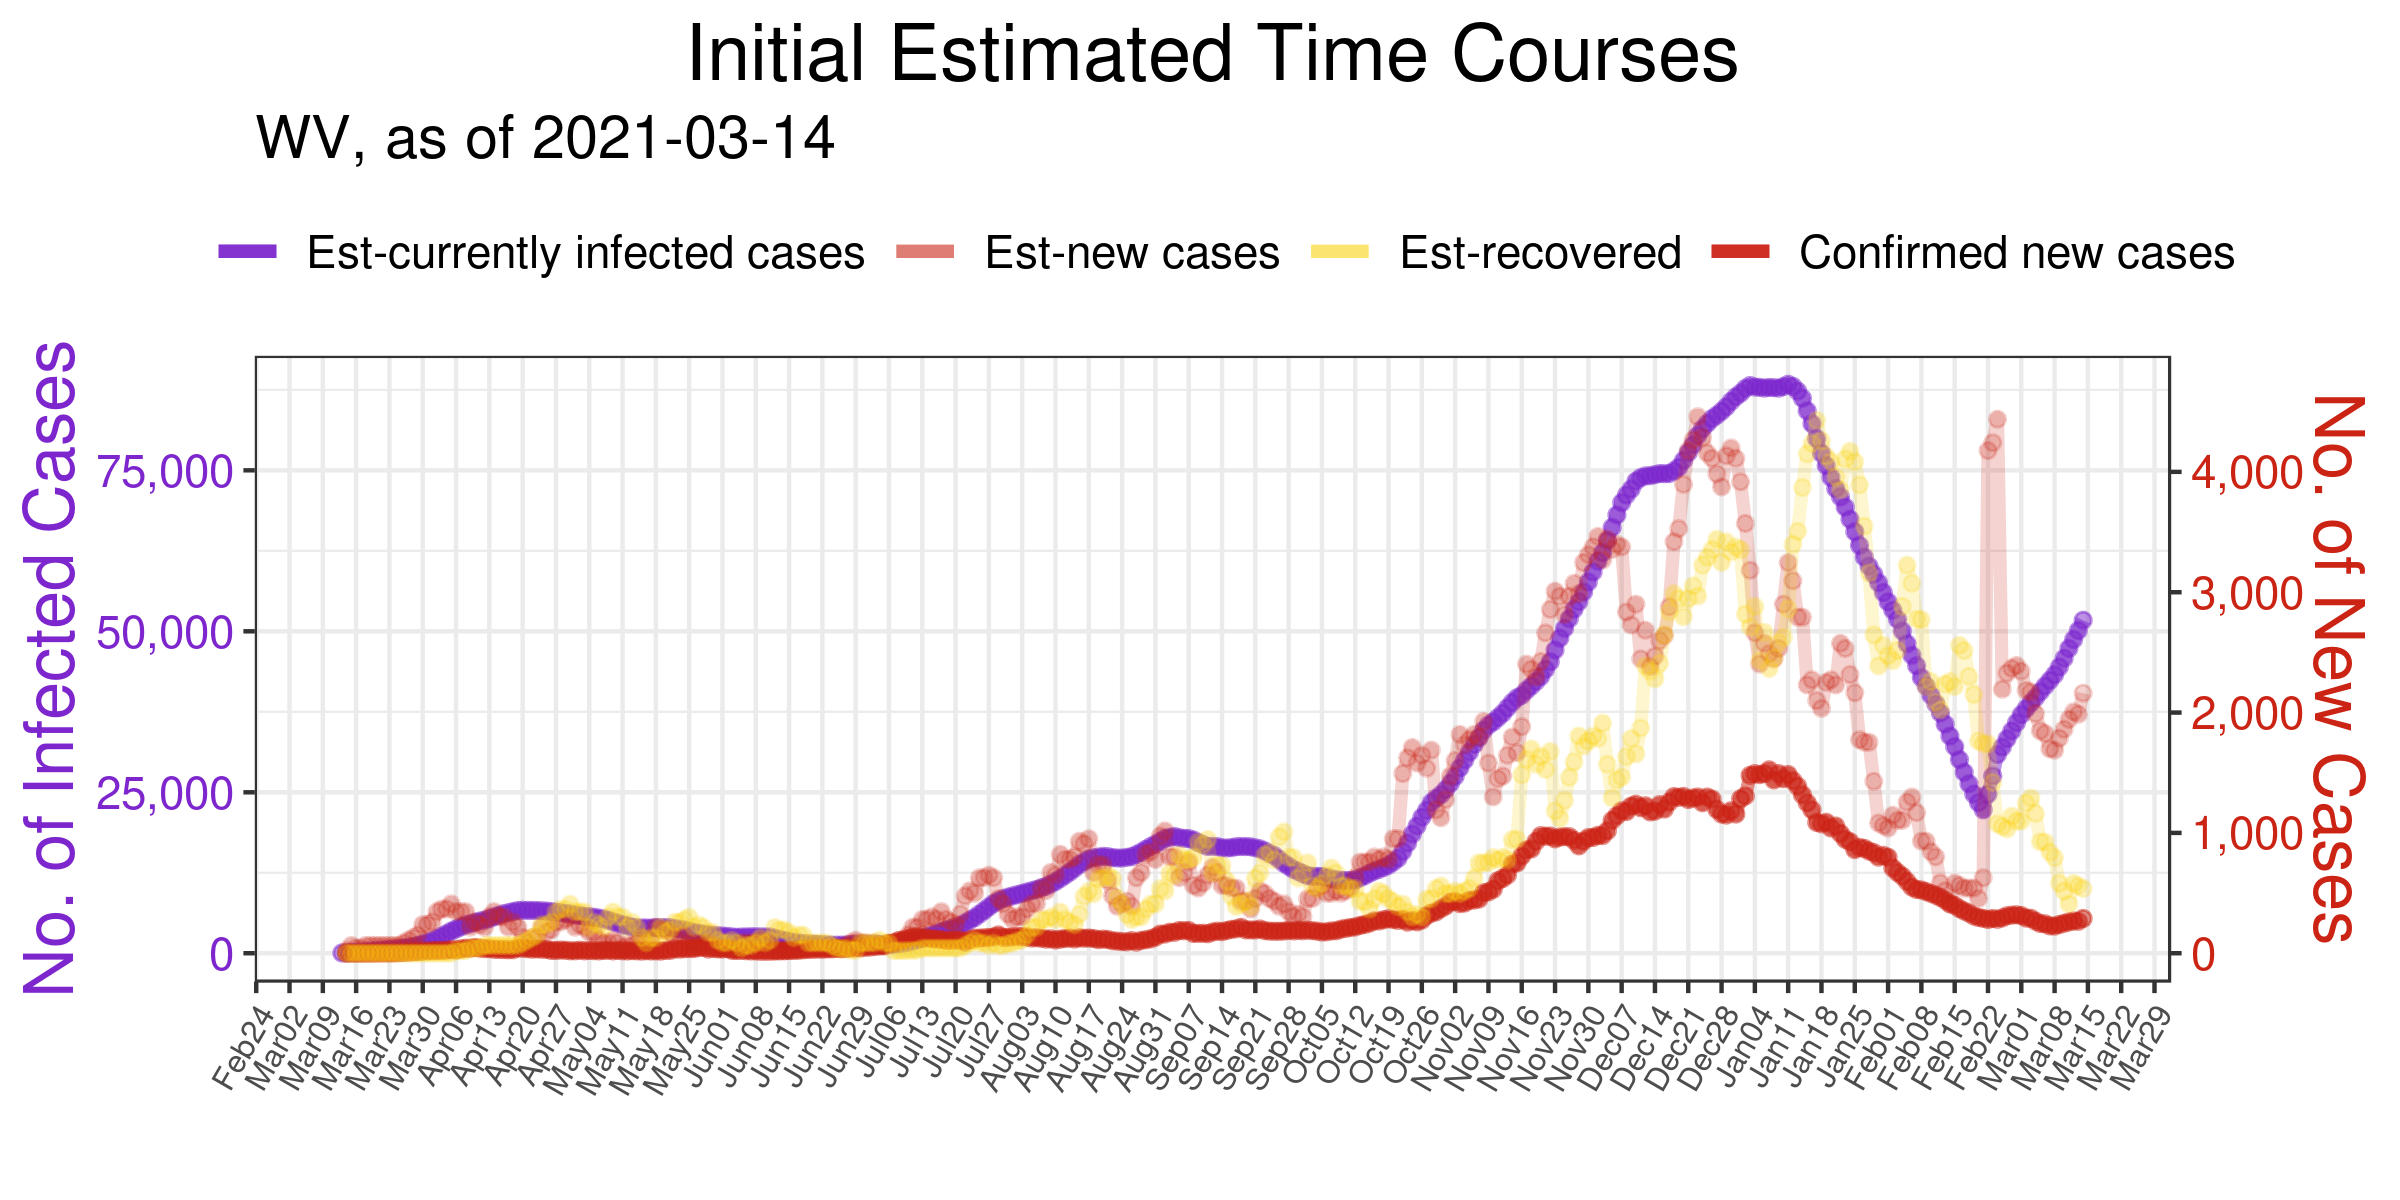 Initial Estimated Time Courses
WV, as of 2021-03-14
Est-currently infected cases Est-new cases Est-recovered Confirmed new cases
No. of Infected Cases
75,000
50,000
25,000
0
4,000
3,000
2,000
1,000
0
No. of New Cases
Feb24 Mar02 Mar09 Mar16 Mar23 Mar30 Apr06 Apr13 Apr20 Apr27 May04 May11 May18 May25 Jun01 Jun08 Jun15 Jun22 Jun29 Jul06 Jul13 Jul20 Jul27 Aug03 Aug10 Aug17 Aug24 Aug31 Sep07 Sep14 Sep21 Sep28 Oct05 Oct12 Oct19 Oct26 Nov02 Nov09 Nov16 Nov23 Nov30 Dec07 Dec14 Dec21 Dec28 Jan04 Jan11 Jan18 Jan25 Feb01 Feb08 Feb15 Feb22 Mar01 Mar08 Mar15 Mar22 Mar29